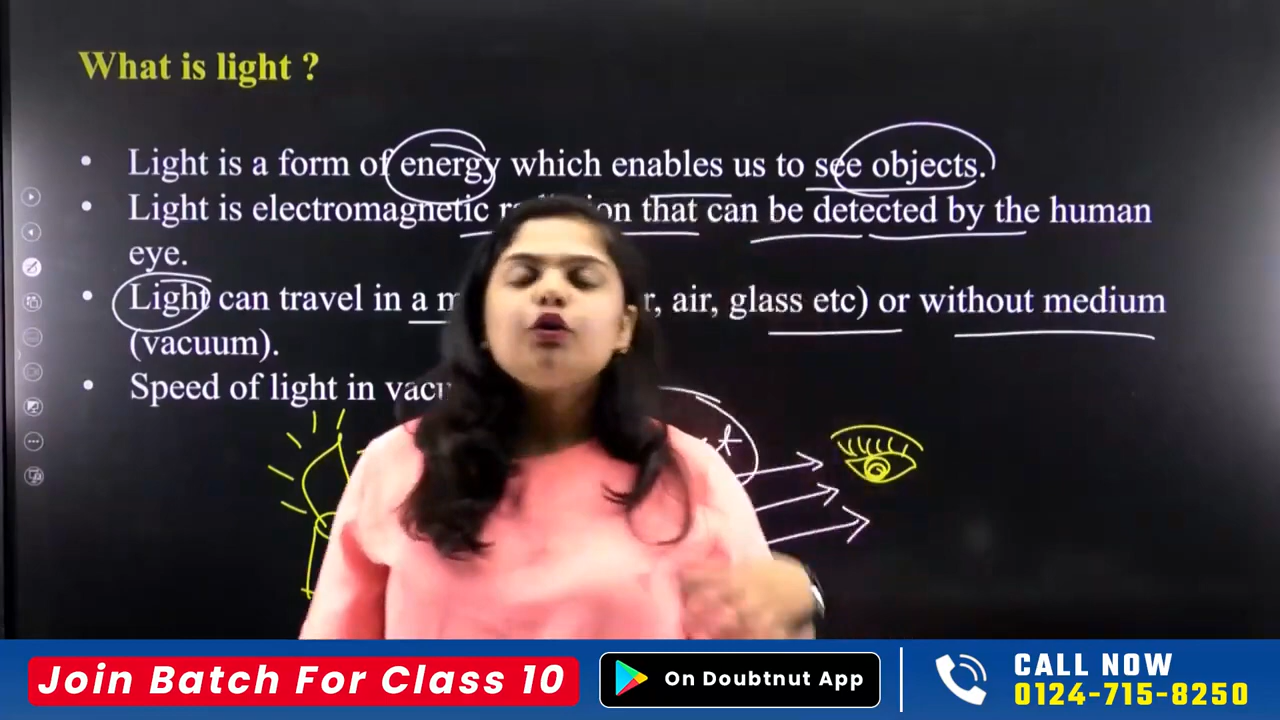 What is light ?
• Light is a form of energy which enables us to see objects.
• Light is electromagnetic that can be detected by the human
eye.
• Light can travel in a air, glass etc) or without medium
(vacuum).
• Speed of light in
Join Batch For Class 10
On Doubtnut App
CALL NOW
0124-715-8250